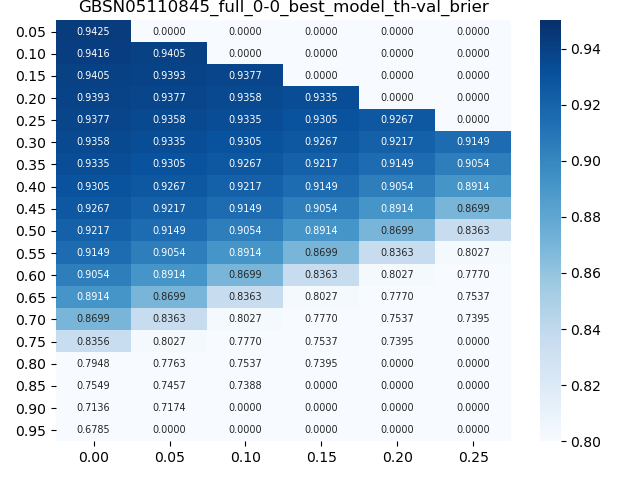 GBSN05110845_full_0-0_best_model_th-val_brier
0.05 0.9425 0.0000 0.0000 0.0000 0.0000 0.0000
0.10 0.9416 0.9405 0.0000 0.0000 0.0000 0.0000
0.15 0.9405 0.9393 0.9377 0.0000 0.0000 0.0000
0.20 0.9393 0.9377 0.9358 0.9335 0.0000 0.0000
0.25 0.9377 0.9358 0.9335 0.9305 0.9267 0.0000
0.30 0.9358 0.9335 0.9305 0.9267 0.9217 0.9149
0.35 0.9335 0.9305 0.9267 0.9217 0.9149 0.9054
0.40 0.9305 0.9267 0.9217 0.9149 0.9054 0.8914
0.45 0.9267 0.9217 0.9149 0.9054 0.8914 0.8699
0.50 0.9217 0.9149 0.9054 0.8914 0.8699 0.8363
0.55 0.9149 0.9054 0.8914 0.8699 0.8363 0.8027
0.60 0.9054 0.8914 0.8699 0.8363 0.8027 0.7770
0.65 0.8914 0.8699 0.8363 0.8027 0.7770 0.7537
0.70 0.8699 0.8363 0.8027 0.7770 0.7537 0.7395
0.75 0.8356 0.8027 0.7770 0.7537 0.7395 0.0000
0.80 0.7948 0.7763 0.7537 0.7395 0.0000 0.0000
0.85 0.7549 0.7457 0.7388 0.0000 0.0000 0.0000
0.90 0.7136 0.7174 0.0000 0.0000 0.0000 0.0000
0.95 0.6785 0.0000 0.0000 0.0000 0.0000 0.0000
0.00 0.05 0.10 0.15 0.20 0.25
0.94
0.92
0.90
0.88
0.86
0.84
0.82
0.80